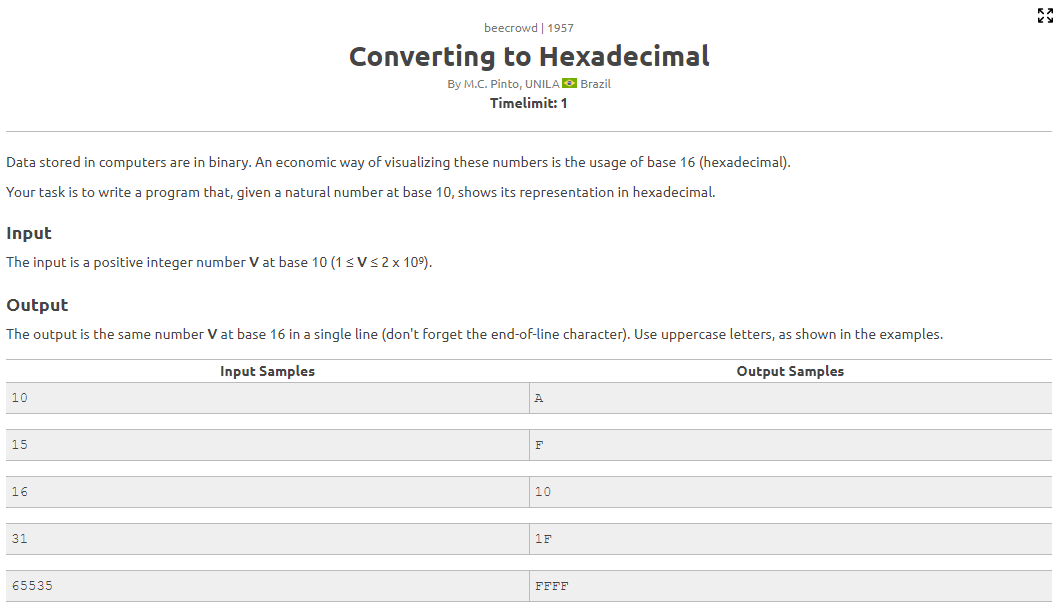 beecrowd | 1957
Converting to Hexadecimal
By M.C. Pinto, UNILA Brazil
Timelimit: 1
Data stored in computers are in binary. An economic way of visualizing these numbers is the usage of base 16 (hexadecimal).
Your task is to write a program that, given a natural number at base 10, shows its representation in hexadecimal.
Input
The input is a positive integer number V at base 10 (1 ≤ V ≤ 2 x 10⁹).
Output
The output is the same number V at base 16 in a single line (don't forget the end-of-line character). Use uppercase letters, as shown in the examples.
Input Samples Output Samples
10 A
15 F
16 10
31 1F
65535 FFFF